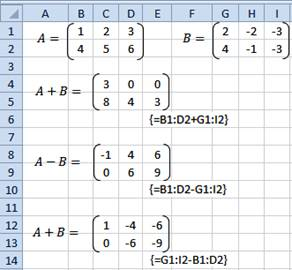 A B C D E F G H I
1 A = 1 2 3 B = 2 -2 -3
2 4 5 6 4 -1 -3
3
4 A + B = 3 0 0
5 8 4 3
6 {=B1:D2+G1:I2}
7
8 A − B = -1 4 6
9 0 6 9
10 {=B1:D2-G1:I2}
11
12 A + B = 1 -4 -6
13 0 -6 -9
14 {=G1:I2-B1:D2}